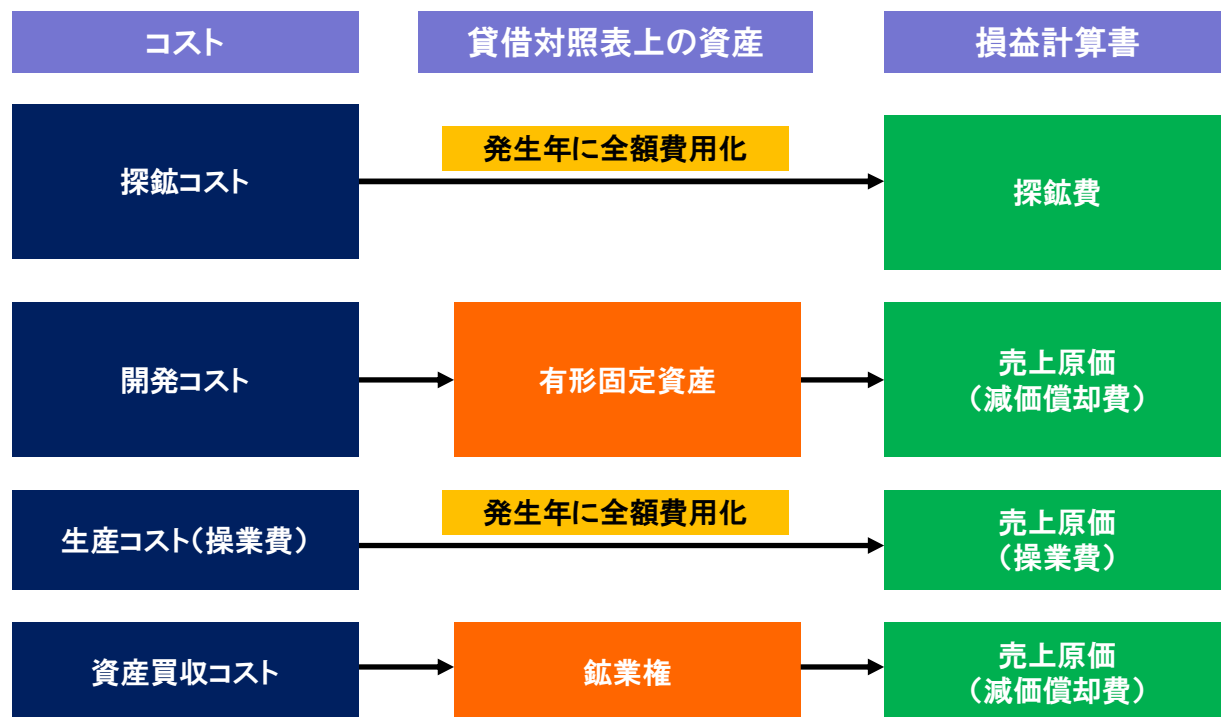 コスト
貸借対照表上の資産
損益計算書
探鉱コスト
発生年に全額費用化
探鉱費
開発コスト
有形固定資産
売上原価
（減価償却費）
生産コスト（操業費）
発生年に全額費用化
売上原価
（操業費）
資産買収コスト
鉱業権
売上原価
（減価償却費）